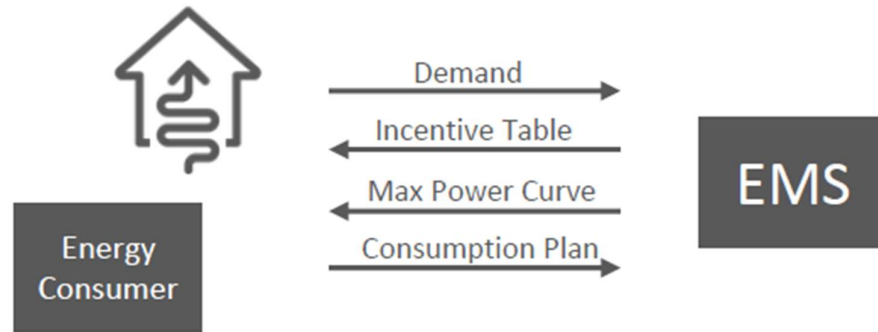 Demand
Incentive Table
Max Power Curve
Consumption Plan
EMS
Energy
Consumer